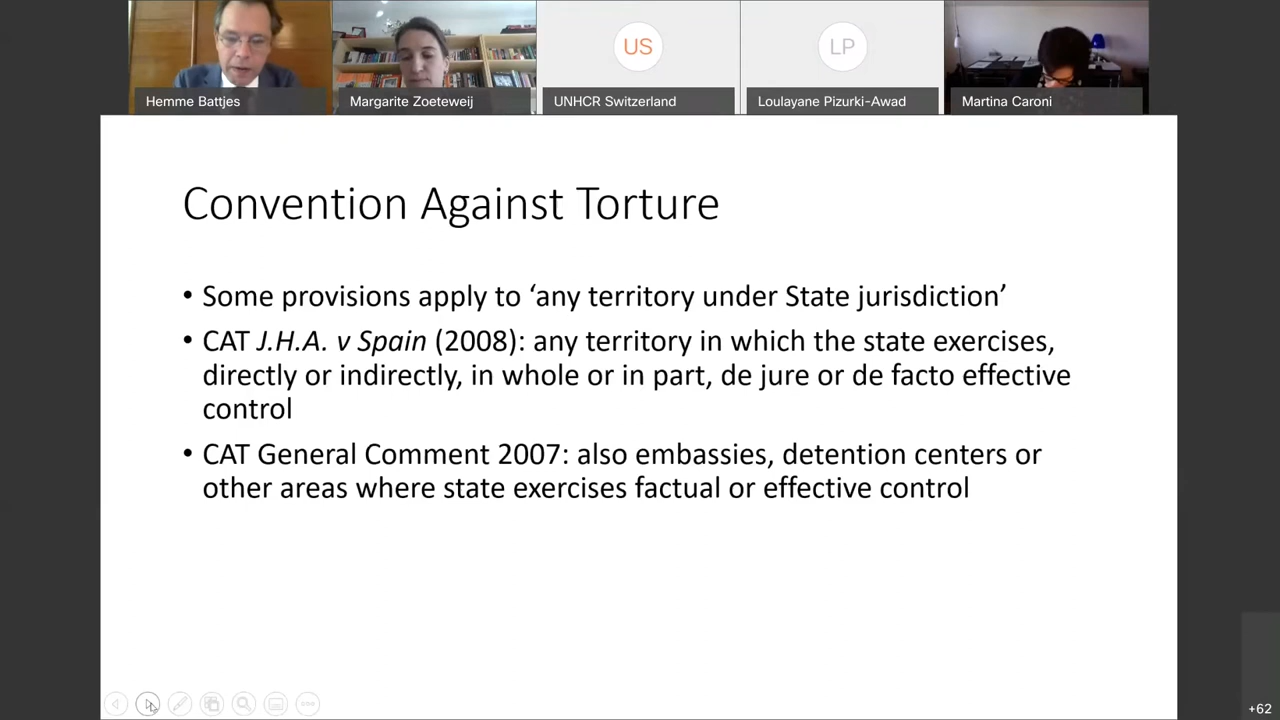 US
LP
Hemme Battjes
Margarite Zoeteweij
UNHCR Switzerland
Loulayane Pizurki-Awad
Martina Caroni
Convention Against Torture
• Some provisions apply to ‘any territory under State jurisdiction’
• CAT J.H.A. v Spain (2008): any territory in which the state exercises,
directly or indirectly, in whole or in part, de jure or de facto effective
control
• CAT General Comment 2007: also embassies, detention centers or
other areas where state exercises factual or effective control
+62